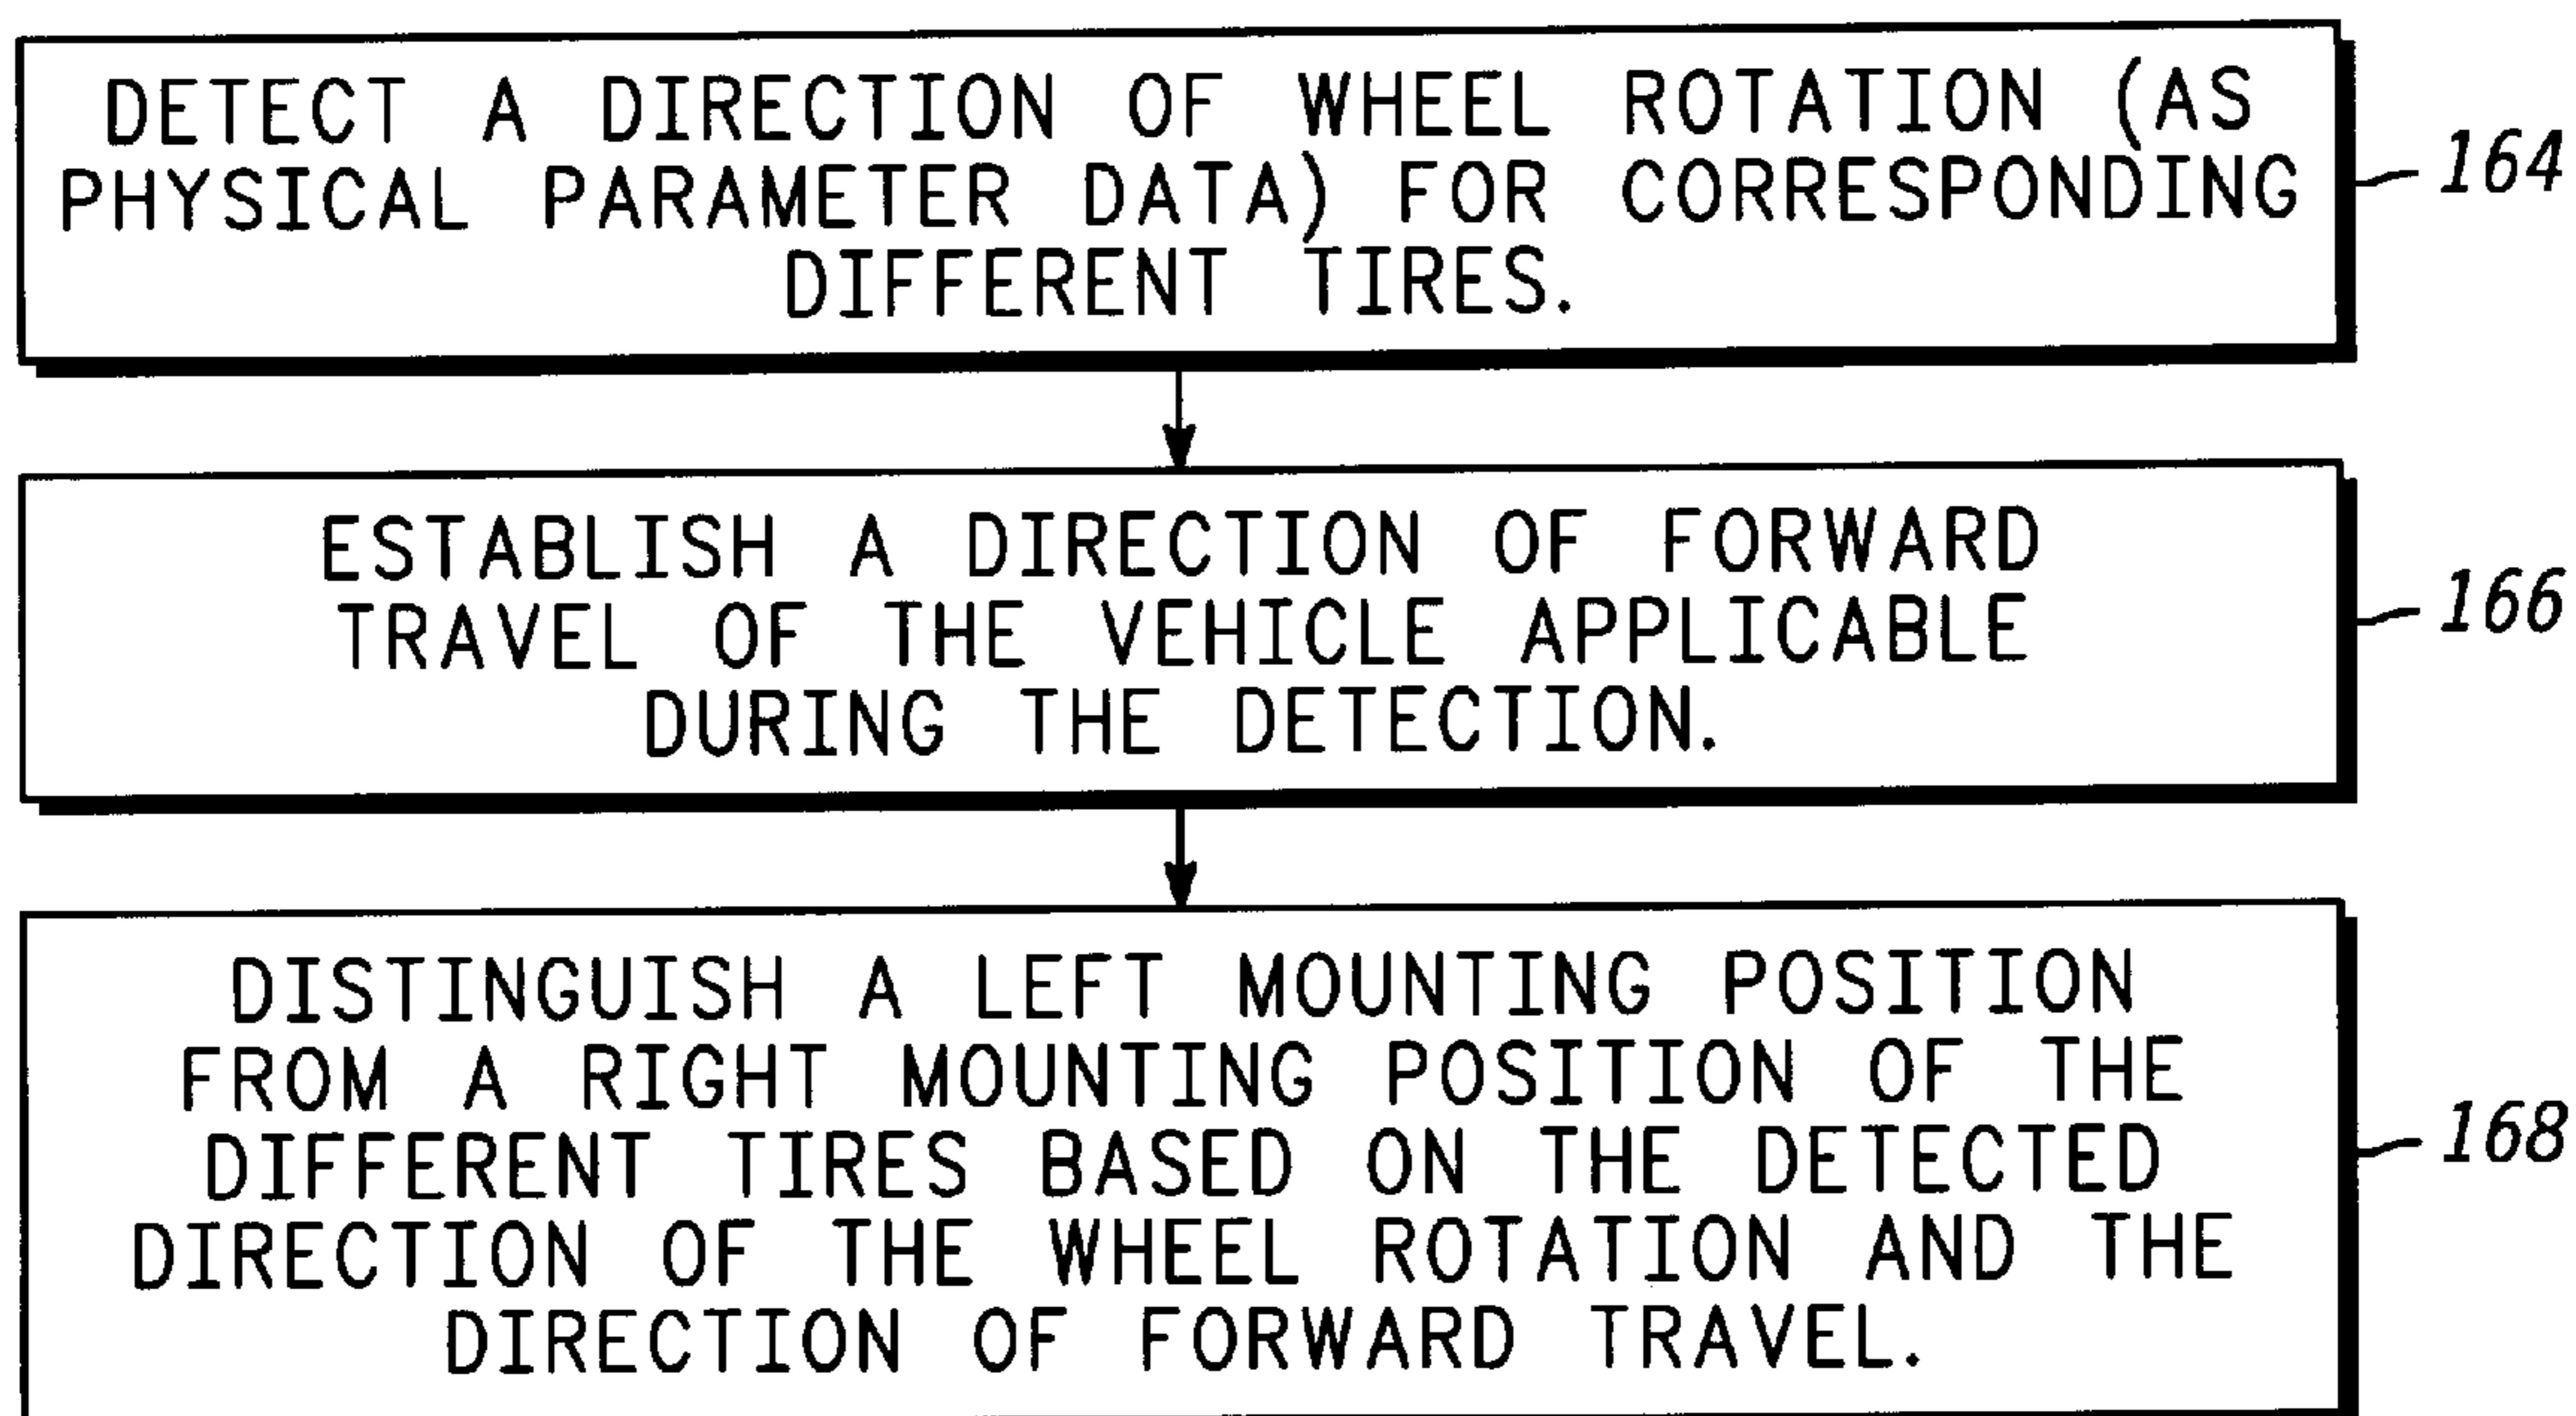 DETECT A DIRECTION OF WHEEL ROTATION (AS
PHYSICAL PARAMETER DATA) FOR CORRESPONDING
DIFFERENT TIRES.
164
ESTABLISH A DIRECTION OF FORWARD
TRAVEL OF THE VEHICLE APPLICABLE
DURING THE DETECTION.
166
DISTINGUISH A LEFT MOUNTING POSITION
FROM A RIGHT MOUNTING POSITION OF THE
DIFFERENT TIRES BASED ON THE DETECTED
DIRECTION OF THE WHEEL ROTATION AND THE
DIRECTION OF FORWARD TRAVEL.
168